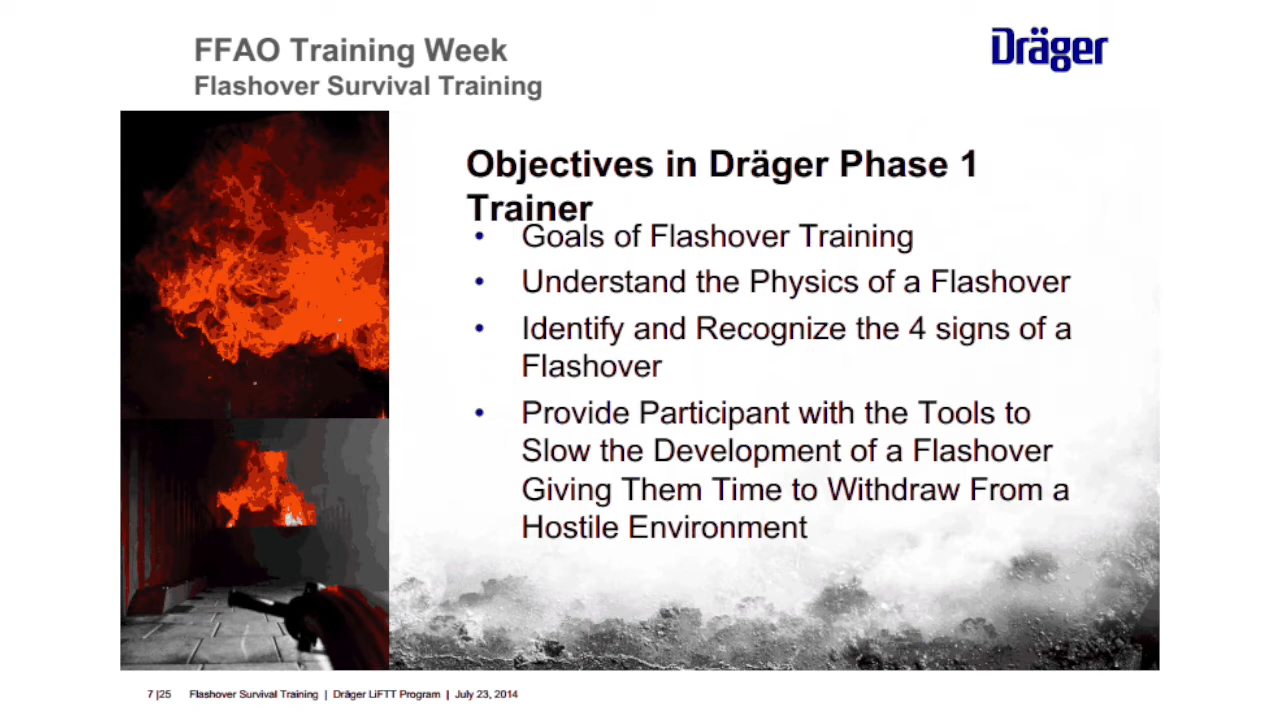 FFAO Training Week
Flashover Survival Training
Dräger
Objectives in Dräger Phase 1
Trainer
• Goals of Flashover Training
• Understand the Physics of a Flashover
• Identify and Recognize the 4 signs of a
Flashover
• Provide Participant with the Tools to
Slow the Development of a Flashover
Giving Them Time to Withdraw From a
Hostile Environment
7 |25 Flashover Survival Training | Dräger LiFTT Program | July 23, 2014